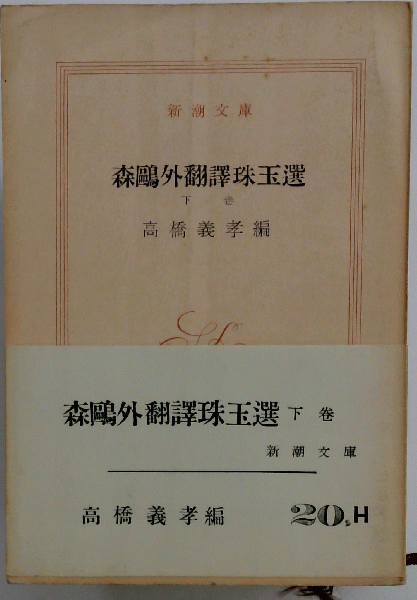 新潮文庫
森鷗外翻譯珠玉選
下巻
高橋義孝編
森鷗外翻譯珠玉選 下巻
新潮文庫
高橋義孝編 20.H